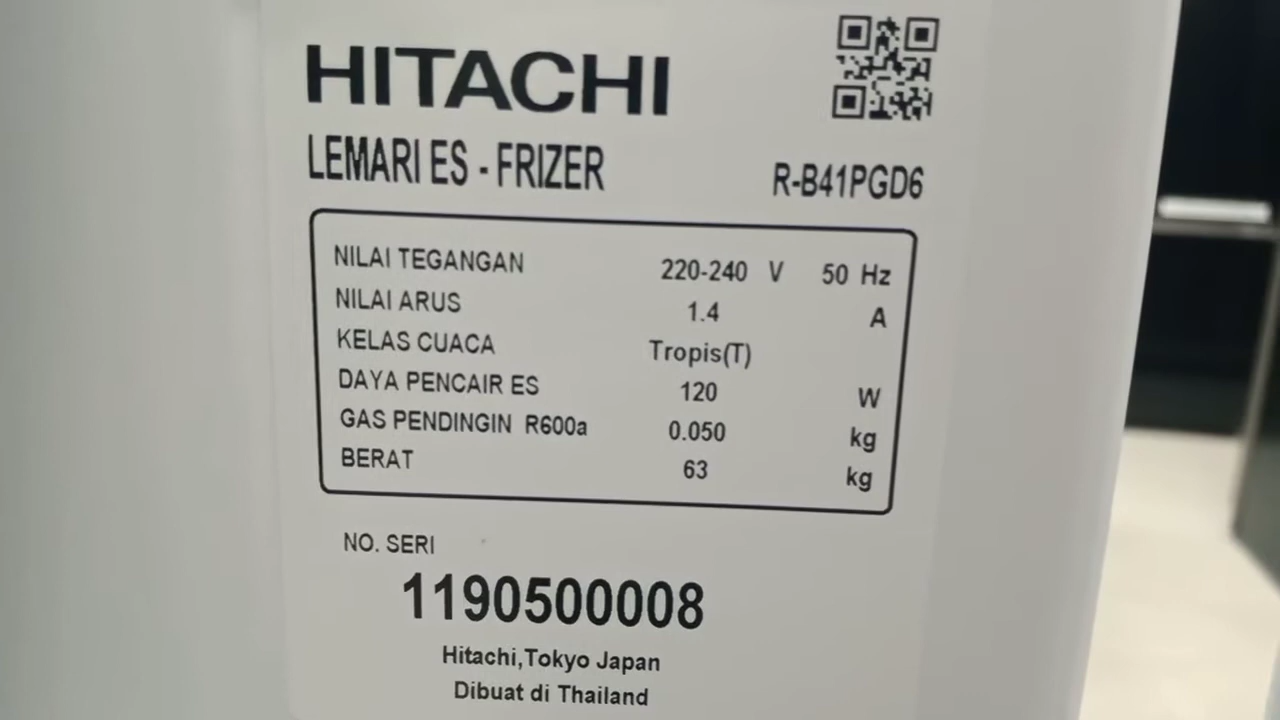 HITACHI
LEMARI ES - FRIZER R-B41PGD6
NILAI TEGANGAN 220-240 V 50 Hz
NILAI ARUS 1.4 A
KELAS CUACA Tropis(T)
DAYA PENCAIR ES 120 W
GAS PENDINGIN R600a 0.050 kg
BERAT 63 kg
NO. SERI
1190500008
Hitachi,Tokyo Japan
Dibuat di Thailand